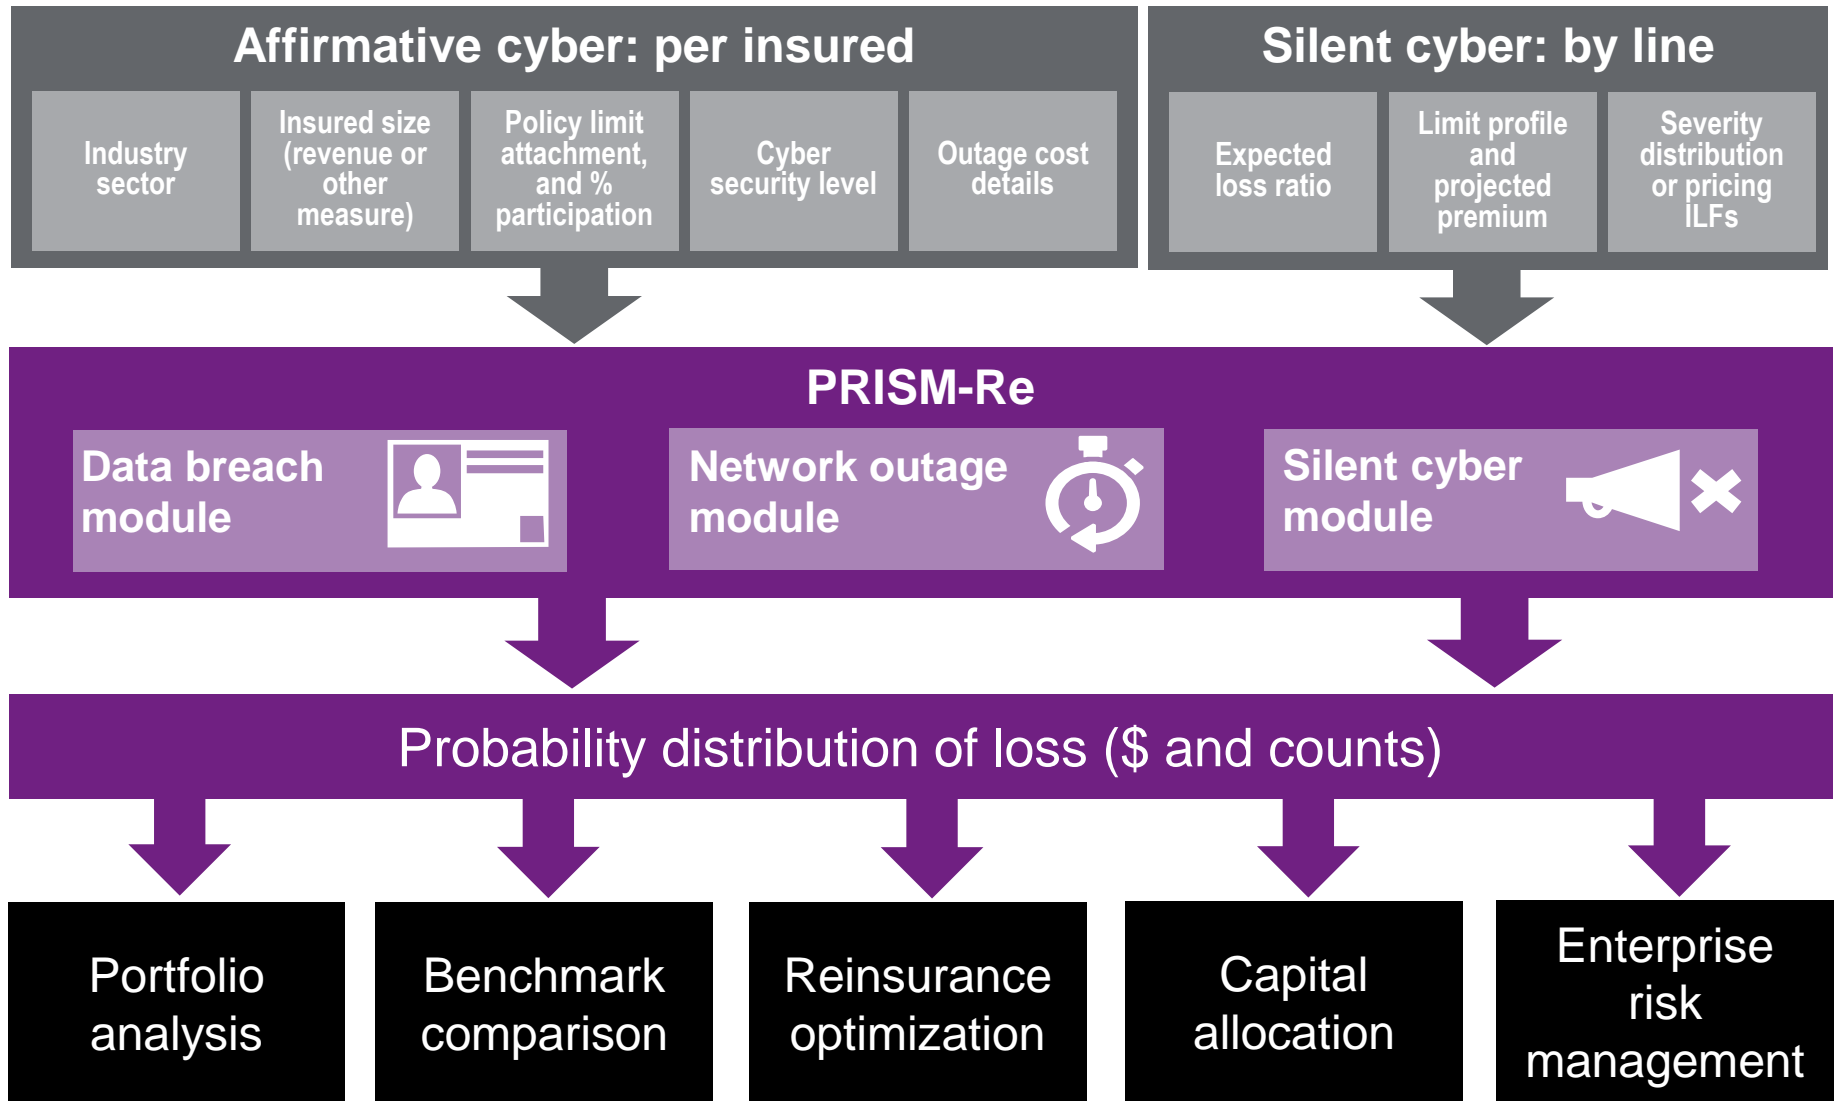 Affirmative cyber: per insured
Industry
sector
Insured size
(revenue or
other
measure)
Policy limit
attachment,
and %
participation
Cyber
security level
Outage cost
details
Silent cyber: by line
Expected
loss ratio
Limit profile
and
projected
premium
Severity
distribution
or pricing
ILFs
PRISM-Re
Data breach
module
Network outage
module
Silent cyber
module
Probability distribution of loss ($ and counts)
Portfolio
analysis
Benchmark
comparison
Reinsurance
optimization
Capital
allocation
Enterprise
risk
management